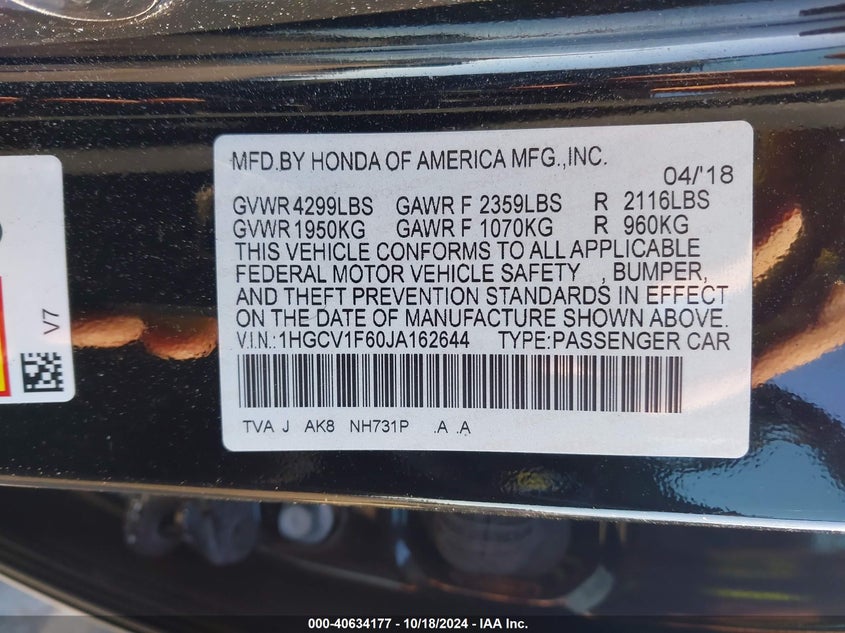 MFD.BY HONDA OF AMERICA MFG.,INC.
04/'18
GVWR 4299LBS GAWR F 2359LBS R 2116LBS
GVWR 1950KG GAWR F 1070KG R 960KG
THIS VEHICLE CONFORMS TO ALL APPLICABLE
FEDERAL MOTOR VEHICLE SAFETY , BUMPER,
AND THEFT PREVENTION STANDARDS IN EFFECT
ON THE DATE OF MANUFACTURE SHOWN ABOVE.
V.I.N.:1HGCV1F60JA162644 TYPE:PASSENGER CAR
TVA J AK8 NH731P .A .A
V7
000-40634177 - 10/18/2024 - IAA Inc.